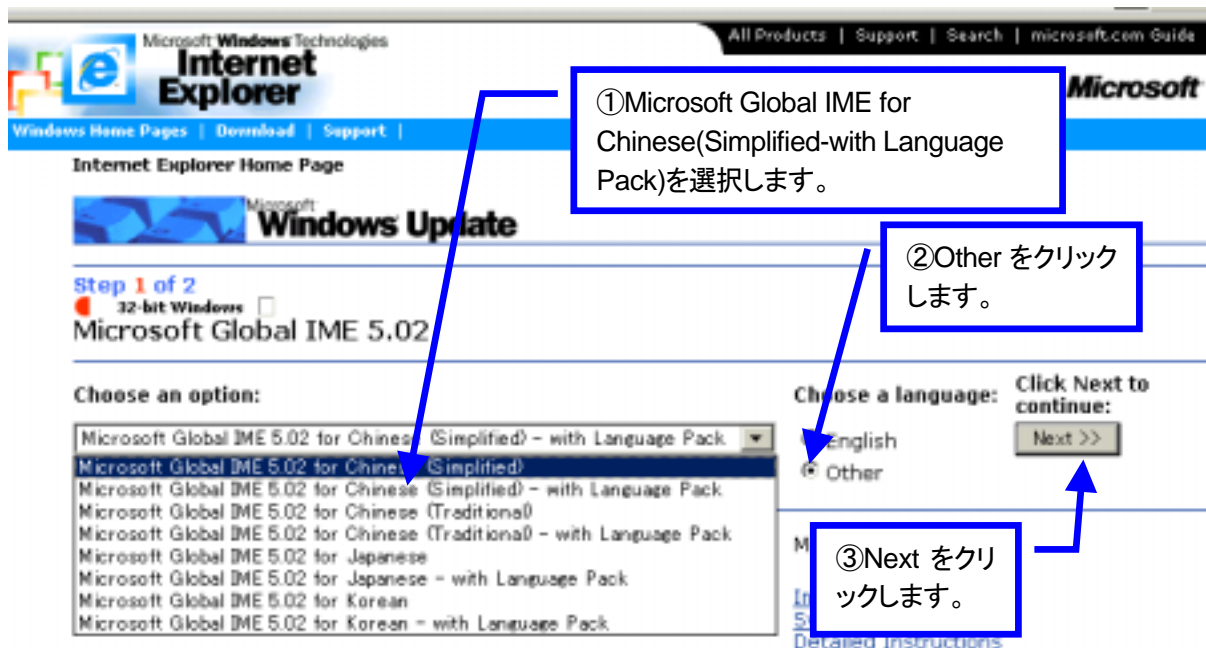 Microsoft Windows Technologies
Internet
Explorer
All Products | Support | Search | microsoft.com Guide
Microsoft
Windows Home Pages | Download | Support |
①Microsoft Global IME for
Chinese(Simplified-with Language
Pack)を選択します。
Internet Explorer Home Page
Microsoft
Windows Update
②Other をクリック
します。
Step 1 of 2
32-bit Windows
Microsoft Global IME 5.02
Choose an option:
Choose a language:
Click Next to
continue:
Microsoft Global IME 5.02 for Chinese (Simplified) - with Language Pack
English
Next >>
Microsoft Global IME 5.02 for Chinese (Simplified)
Other
Microsoft Global IME 5.02 for Chinese (Simplified) - with Language Pack
Microsoft Global IME 5.02 for Chinese (Traditional)
Microsoft Global IME 5.02 for Chinese (Traditional) - with Language Pack
Microsoft Global IME 5.02 for Japanese
Microsoft Global IME 5.02 for Japanese - with Language Pack
Microsoft Global IME 5.02 for Korean
Microsoft Global IME 5.02 for Korean - with Language Pack
③Next をクリ
ックします。
Detailed Instructions